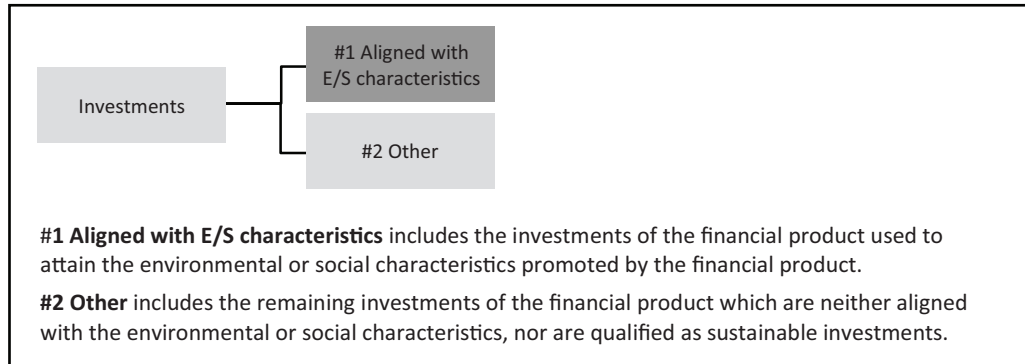 #1 Aligned with
E/S characteristics
Investments
#2 Other
#1 Aligned with E/S characteristics includes the investments of the financial product used to
attain the environmental or social characteristics promoted by the financial product.
#2 Other includes the remaining investments of the financial product which are neither aligned
with the environmental or social characteristics, nor are qualified as sustainable investments.